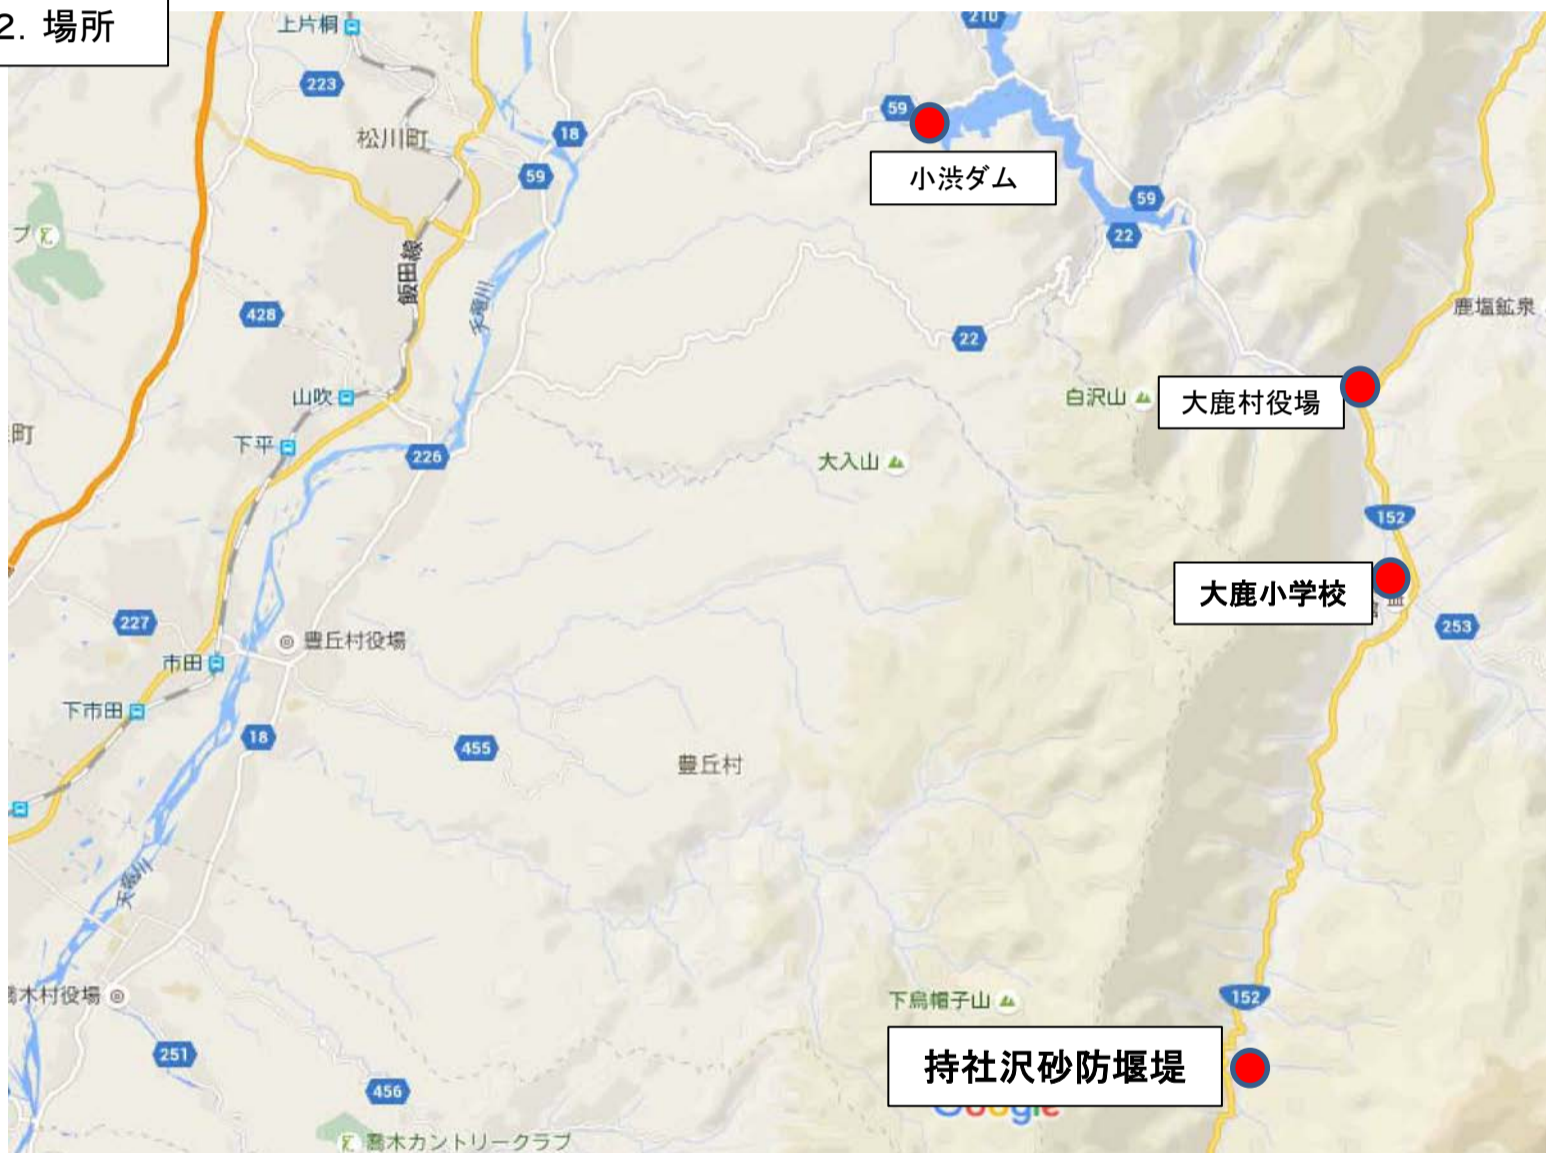 2. 場所
上片桐
210
223
松川町
18
59
59
小渋ダム
59
22
飯田線
天竜川
428
22
鹿塩鉱泉
山吹
白沢山
大鹿村役場
下平
町
226
大入山
152
大鹿小学校
227
253
豊丘村役場
市田
下市田
18
455
豊丘村
天竜川
喬木村役場
下烏帽子山
152
251
持社沢砂防堰堤
456
Google
喬木カントリークラブ